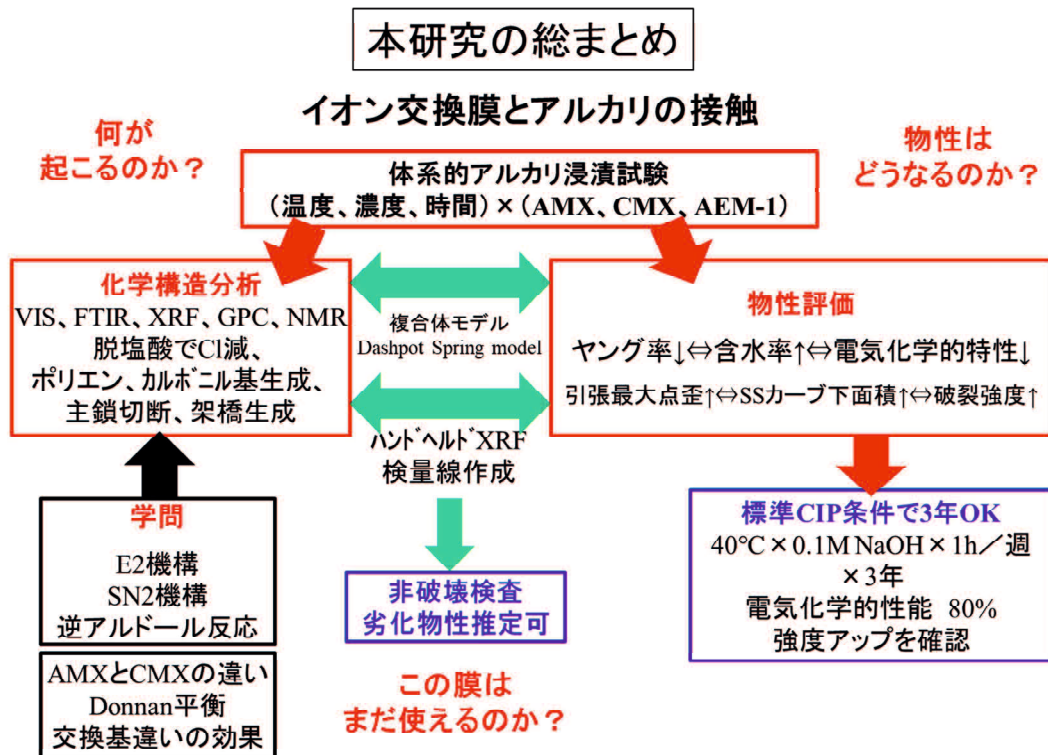 本研究の総まとめ
イオン交換膜とアルカリの接触
何が
起こるのか？
物性は
どうなるのか？
体系的アルカリ浸漬試験
（温度、濃度、時間）×（AMX、CMX、AEM-1）
化学構造分析
VIS、FTIR、XRF、GPC、NMR
脱塩酸でCl減、
ポリエン、ｶﾙﾎﾞﾆﾙ基生成、
主鎖切断、架橋生成
複合体モデル
Dashpot Spring model
ﾊﾝﾄﾞﾍﾙﾄﾞXRF
検量線作成
物性評価
ヤング率↓⇔含水率↑⇔電気化学的特性↓
引張最大点歪↑⇔SSカーブ下面積↑⇔破裂強度↑
学問
E2機構
SN2機構
逆アルドール反応
AMXとCMXの違い
Donnan平衡
交換基違いの効果
非破壊検査
劣化物性推定可
この膜は
まだ使えるのか？
標準CIP条件で3年OK
40℃×0.1M NaOH×1h／週
×3年
電気化学的性能 80%
強度アップを確認